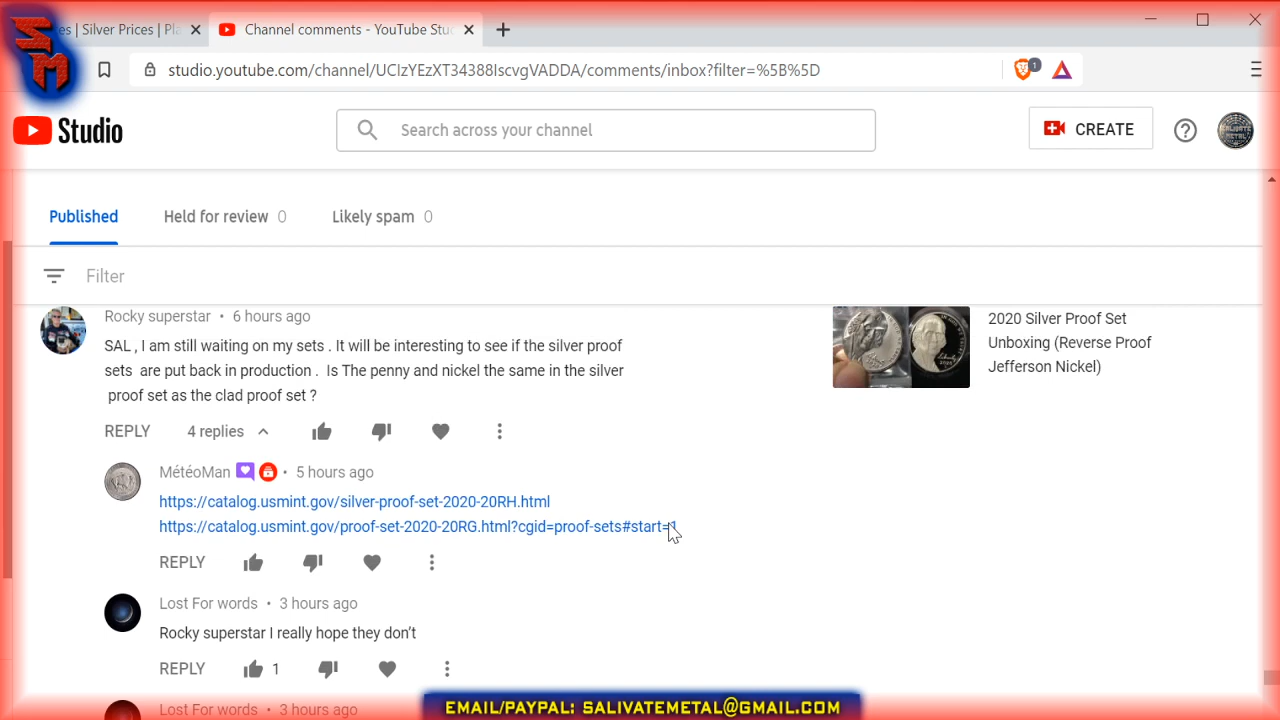 SM
es | Silver Prices | Pla
Channel comments - YouTube Stu
studio.youtube.com/channel/UCIzYEzXT34388IscvgVADDA/comments/inbox?filter=%5B%5D
1
Studio
Search across your channel
CREATE
Published
Held for review 0
Likely spam 0
Filter
Rocky superstar • 6 hours ago
SAL , I am still waiting on my sets . It will be interesting to see if the silver proof
sets are put back in production . Is The penny and nickel the same in the silver
proof set as the clad proof set ?
REPLY 4 replies
2020 Silver Proof Set
Unboxing (Reverse Proof
Jefferson Nickel)
MétéoMan • 5 hours ago
https://catalog.usmint.gov/silver-proof-set-2020-20RH.html
https://catalog.usmint.gov/proof-set-2020-20RG.html?cgid=proof-sets#start=1
REPLY
Lost For words • 3 hours ago
Rocky superstar I really hope they don’t
REPLY 1
Lost For words • 3 hours ago
EMAIL/PAYPAL: SALIVATEMETAL@GMAIL.COM